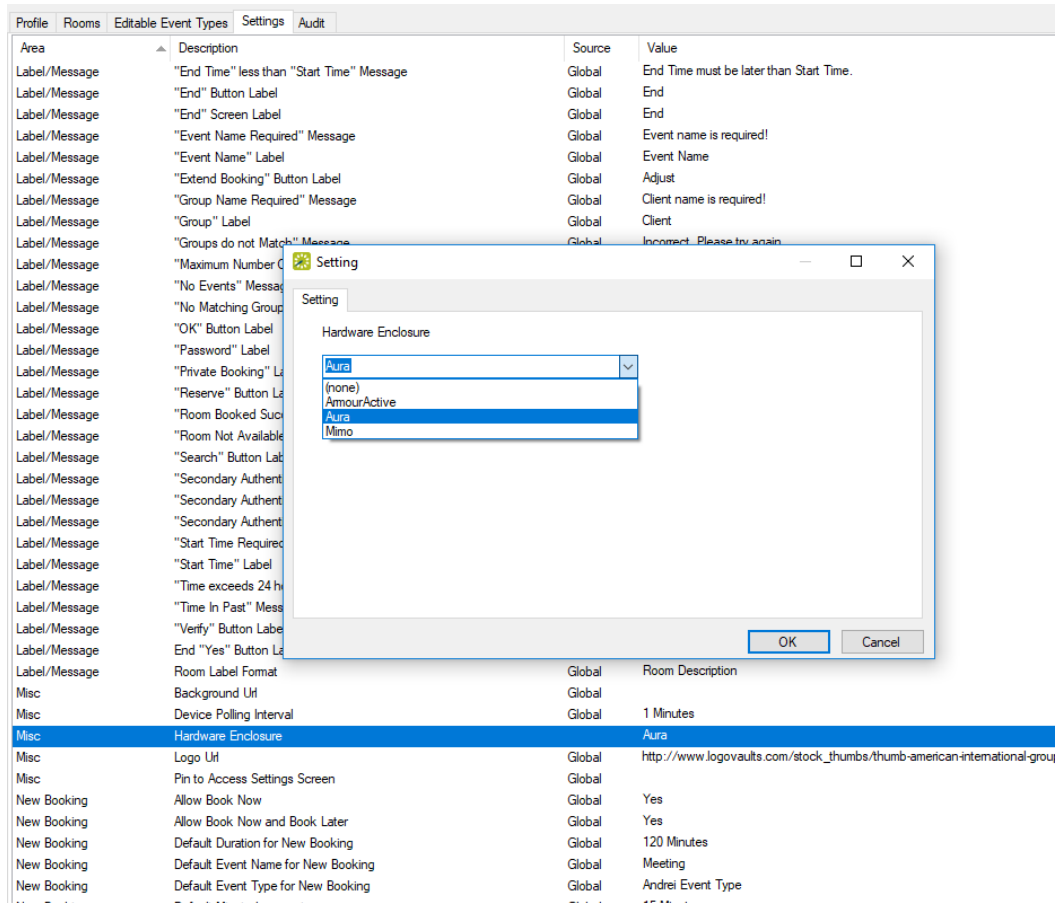 Profile Rooms Editable Event Types Settings Audit
Area Description Source Value
Label/Message "End Time" less than "Start Time" Message Global End Time must be later than Start Time.
Label/Message "End" Button Label Global End
Label/Message "End" Screen Label Global End
Label/Message "Event Name Required" Message Global Event name is required!
Label/Message "Event Name" Label Global Event Name
Label/Message "Extend Booking" Button Label Global Adjust
Label/Message "Group Name Required" Message Global Client name is required!
Label/Message "Group" Label Global Client
Label/Message "Groups do not Match" Message Global Incorrect. Please try again
Label/Message "Maximum Number
Label/Message "No Events" Messag
Label/Message "No Matching Group
Label/Message "OK" Button Label
Label/Message "Password" Label
Label/Message "Private Booking" La
Label/Message "Reserve" Button La
Label/Message "Room Booked Suc
Label/Message "Room Not Available
Label/Message "Search" Button Lab
Label/Message "Secondary Authent
Label/Message "Secondary Authent
Label/Message "Secondary Authent
Label/Message "Start Time Required
Label/Message "Start Time" Label
Label/Message "Time exceeds 24 h
Label/Message "Time In Past" Mess
Label/Message "Verify" Button Labe
Label/Message End "Yes" Button La
Setting
Setting
Hardware Enclosure
Aura
(none)
ArmourActive
Aura
Mimo
OK Cancel
Label/Message Room Label Format Global Room Description
Misc Background Url Global
Misc Device Polling Interval Global 1 Minutes
Misc Hardware Enclosure Aura
Misc Logo Url Global http://www.logovaults.com/stock_thumbs/thumb-american-international-group
Misc Pin to Access Settings Screen Global
New Booking Allow Book Now Global Yes
New Booking Allow Book Now and Book Later Global Yes
New Booking Default Duration for New Booking Global 120 Minutes
New Booking Default Event Name for New Booking Global Meeting
New Booking Default Event Type for New Booking Global Andrei Event Type